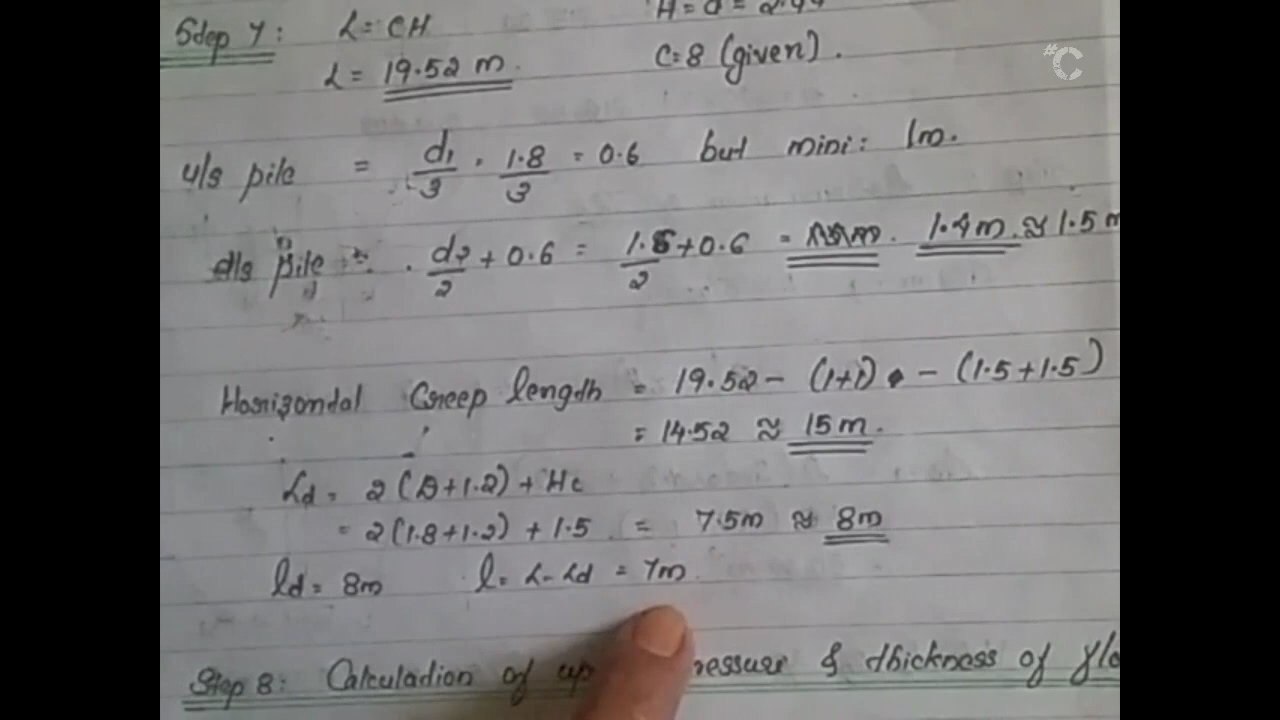 H = d = 2.44
Step 7: L = CH
C = 8 (given).
L = 19.52 m.
u/s pile = d1/3 = 1.8/3 = 0.6 but mini: 1m.
d/s pile = d2/2 + 0.6 = 1.6/2 + 0.6 = 1.4m ≈ 1.5 m
Horizontal Creep length = 19.52 - (1+1) - (1.5+1.5)
= 14.52 ≈ 15m.
Ld = 2(D+1.2) + Hc
= 2(1.8+1.2) + 1.5 = 7.5m ≈ 8m
ld = 8m l = L - Ld = 7m
Step 8: Calculation of & thickness of
#C